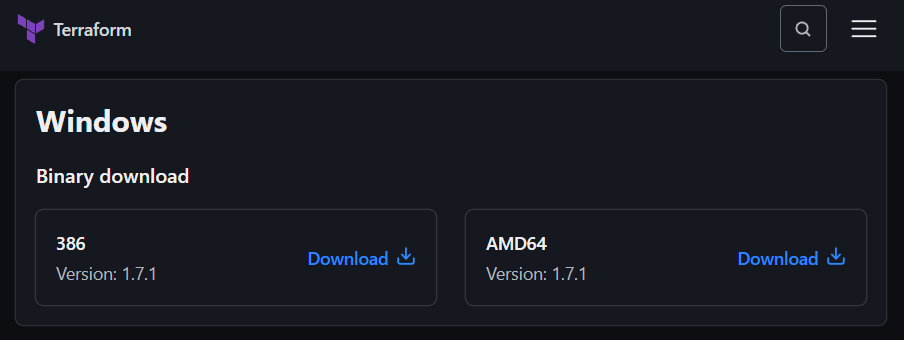 Terraform
Windows
Binary download
386
Version: 1.7.1
Download
AMD64
Version: 1.7.1
Download